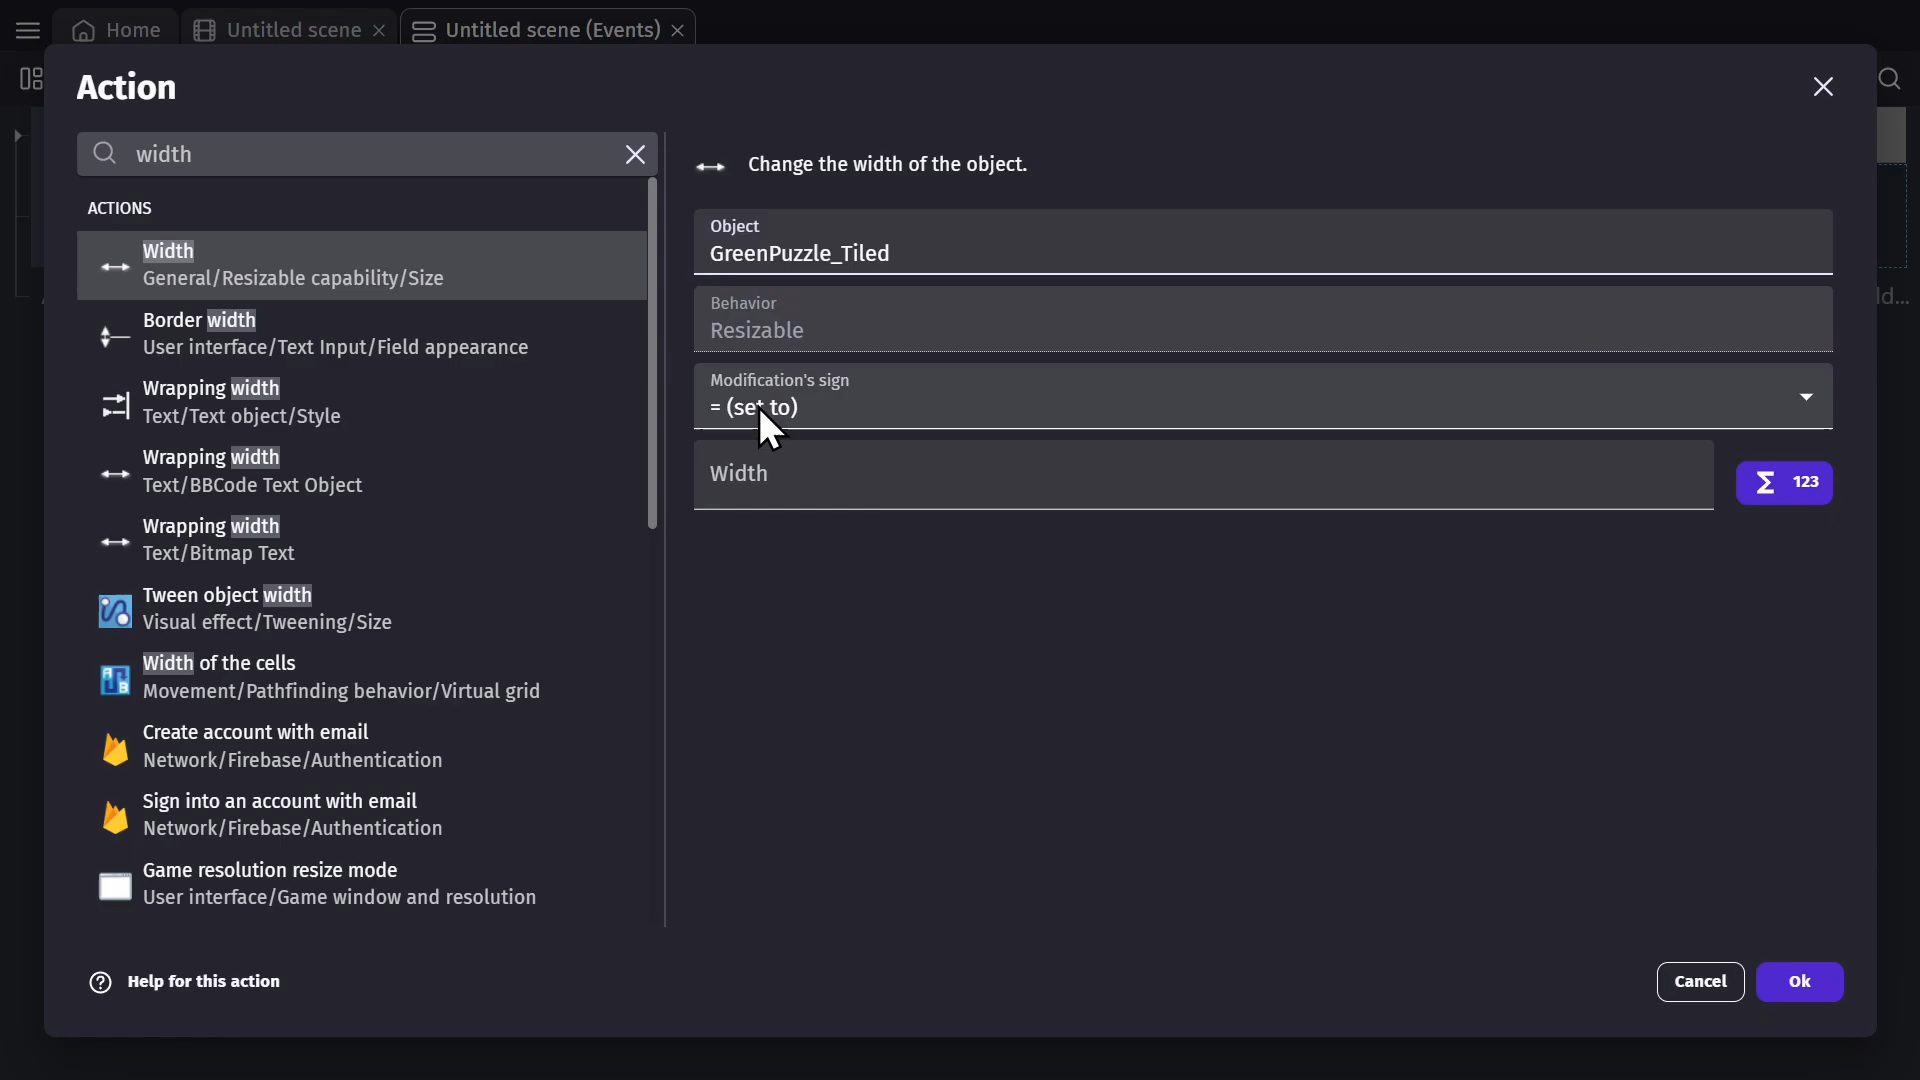 Home
Untitled scene
Untitled scene (Events)
Action
width
ACTIONS
Width
General/Resizable capability/Size
Border width
User interface/Text Input/Field appearance
Wrapping width
Text/Text object/Style
Wrapping width
Text/BBCode Text Object
Wrapping width
Text/Bitmap Text
Tween object width
Visual effect/Tweening/Size
Width of the cells
Movement/Pathfinding behavior/Virtual grid
Create account with email
Network/Firebase/Authentication
Sign into an account with email
Network/Firebase/Authentication
Game resolution resize mode
User interface/Game window and resolution
Change the width of the object.
Object
GreenPuzzle_Tiled
Behavior
Resizable
Modification's sign
= (set to)
Width
Σ 123
ld...
Help for this action
Cancel
Ok